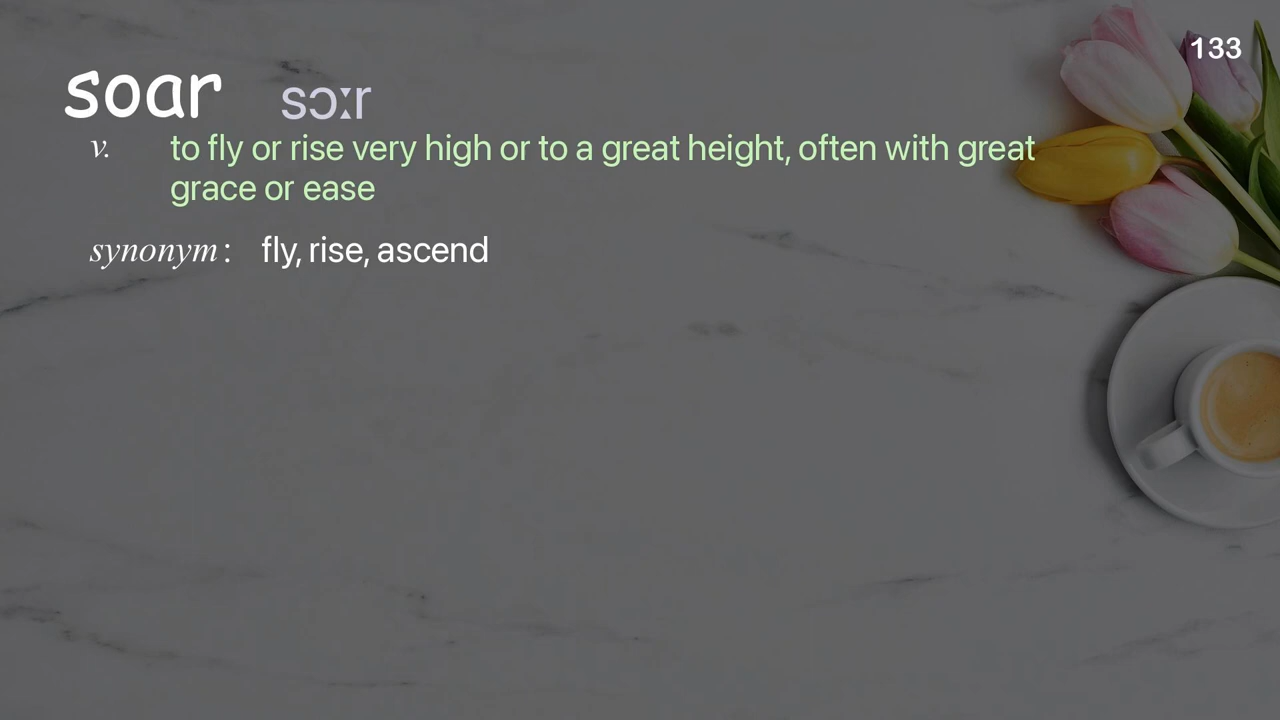 133
soar sɔːr
v. to fly or rise very high or to a great height, often with great
grace or ease
synonym : fly, rise, ascend